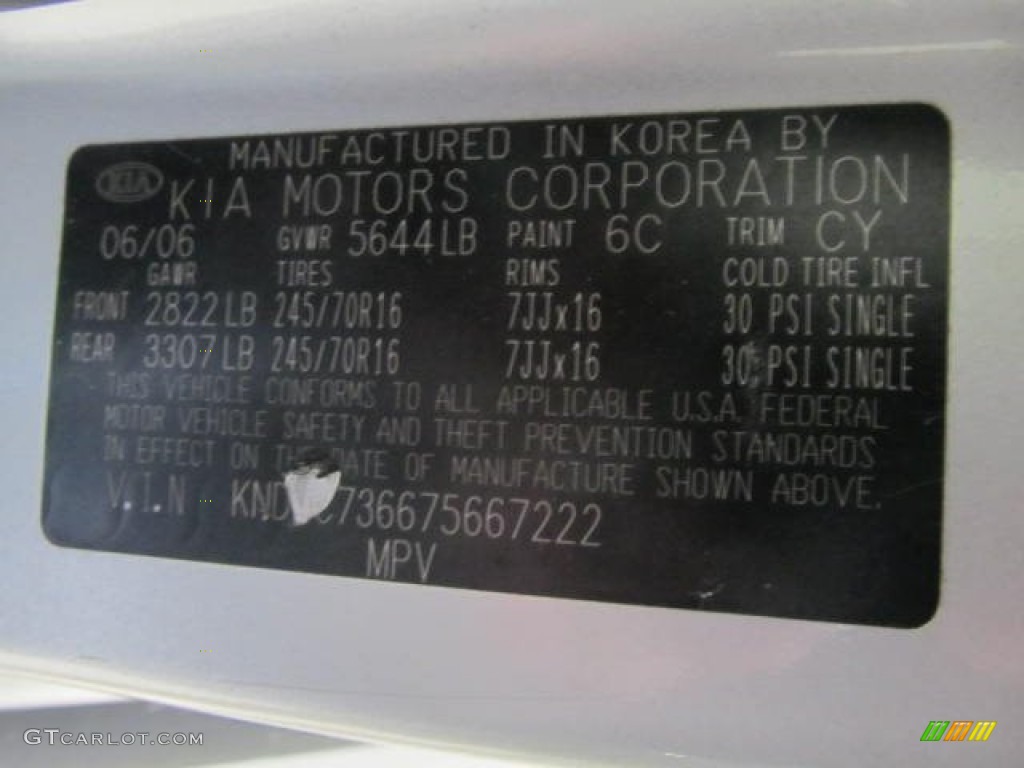 MANUFACTURED IN KOREA BY
KIA KIA MOTORS CORPORATION
06/06 GVWR 5644LB PAINT 6C TRIM CY
GAWR TIRES RIMS COLD TIRE INFL
FRONT 2822LB 245/70R16 7JJx16 30 PSI SINGLE
REAR 3307LB 245/70R16 7JJx16 30 PSI SINGLE
THIS VEHICLE CONFORMS TO ALL APPLICABLE U.S.A. FEDERAL
MOTOR VEHICLE SAFETY AND THEFT PREVENTION STANDARDS
IN EFFECT ON THE DATE OF MANUFACTURE SHOWN ABOVE.
V.I.N
MPV
GTCARLOT.COM